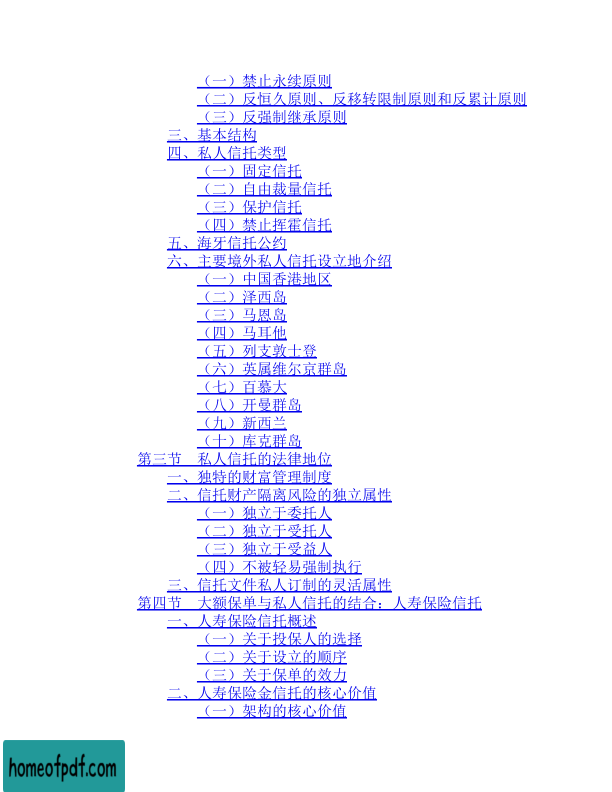 （一）禁止永续原则
（二）反恒久原则、反移转限制原则和反累计原则
（三）反强制继承原则
三、基本结构
四、私人信托类型
（一）固定信托
（二）自由裁量信托
（三）保护信托
（四）禁止挥霍信托
五、海牙信托公约
六、主要境外私人信托设立地介绍
（一）中国香港地区
（二）泽西岛
（三）马恩岛
（四）马耳他
（五）列支敦士登
（六）英属维尔京群岛
（七）百慕大
（八）开曼群岛
（九）新西兰
（十）库克群岛
第三节　私人信托的法律地位
一、独特的财富管理制度
二、信托财产隔离风险的独立属性
（一）独立于委托人
（二）独立于受托人
（三）独立于受益人
（四）不被轻易强制执行
三、信托文件私人订制的灵活属性
第四节　大额保单与私人信托的结合：人寿保险信托
一、人寿保险信托概述
（一）关于投保人的选择
（二）关于设立的顺序
（三）关于保单的效力
二、人寿保险金信托的核心价值
（一）架构的核心价值
homeofpdf.com